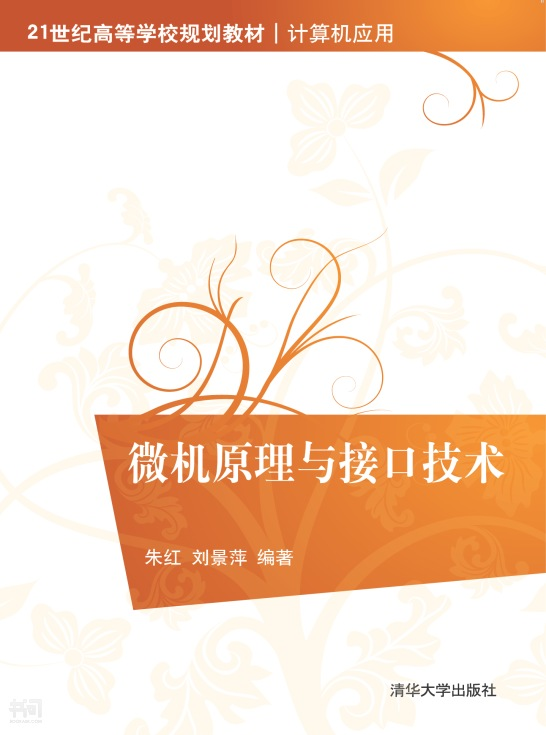 21世纪高等学校规划教材｜计算机应用
微机原理与接口技术
朱红 刘景萍 编著
清华大学出版社
书问